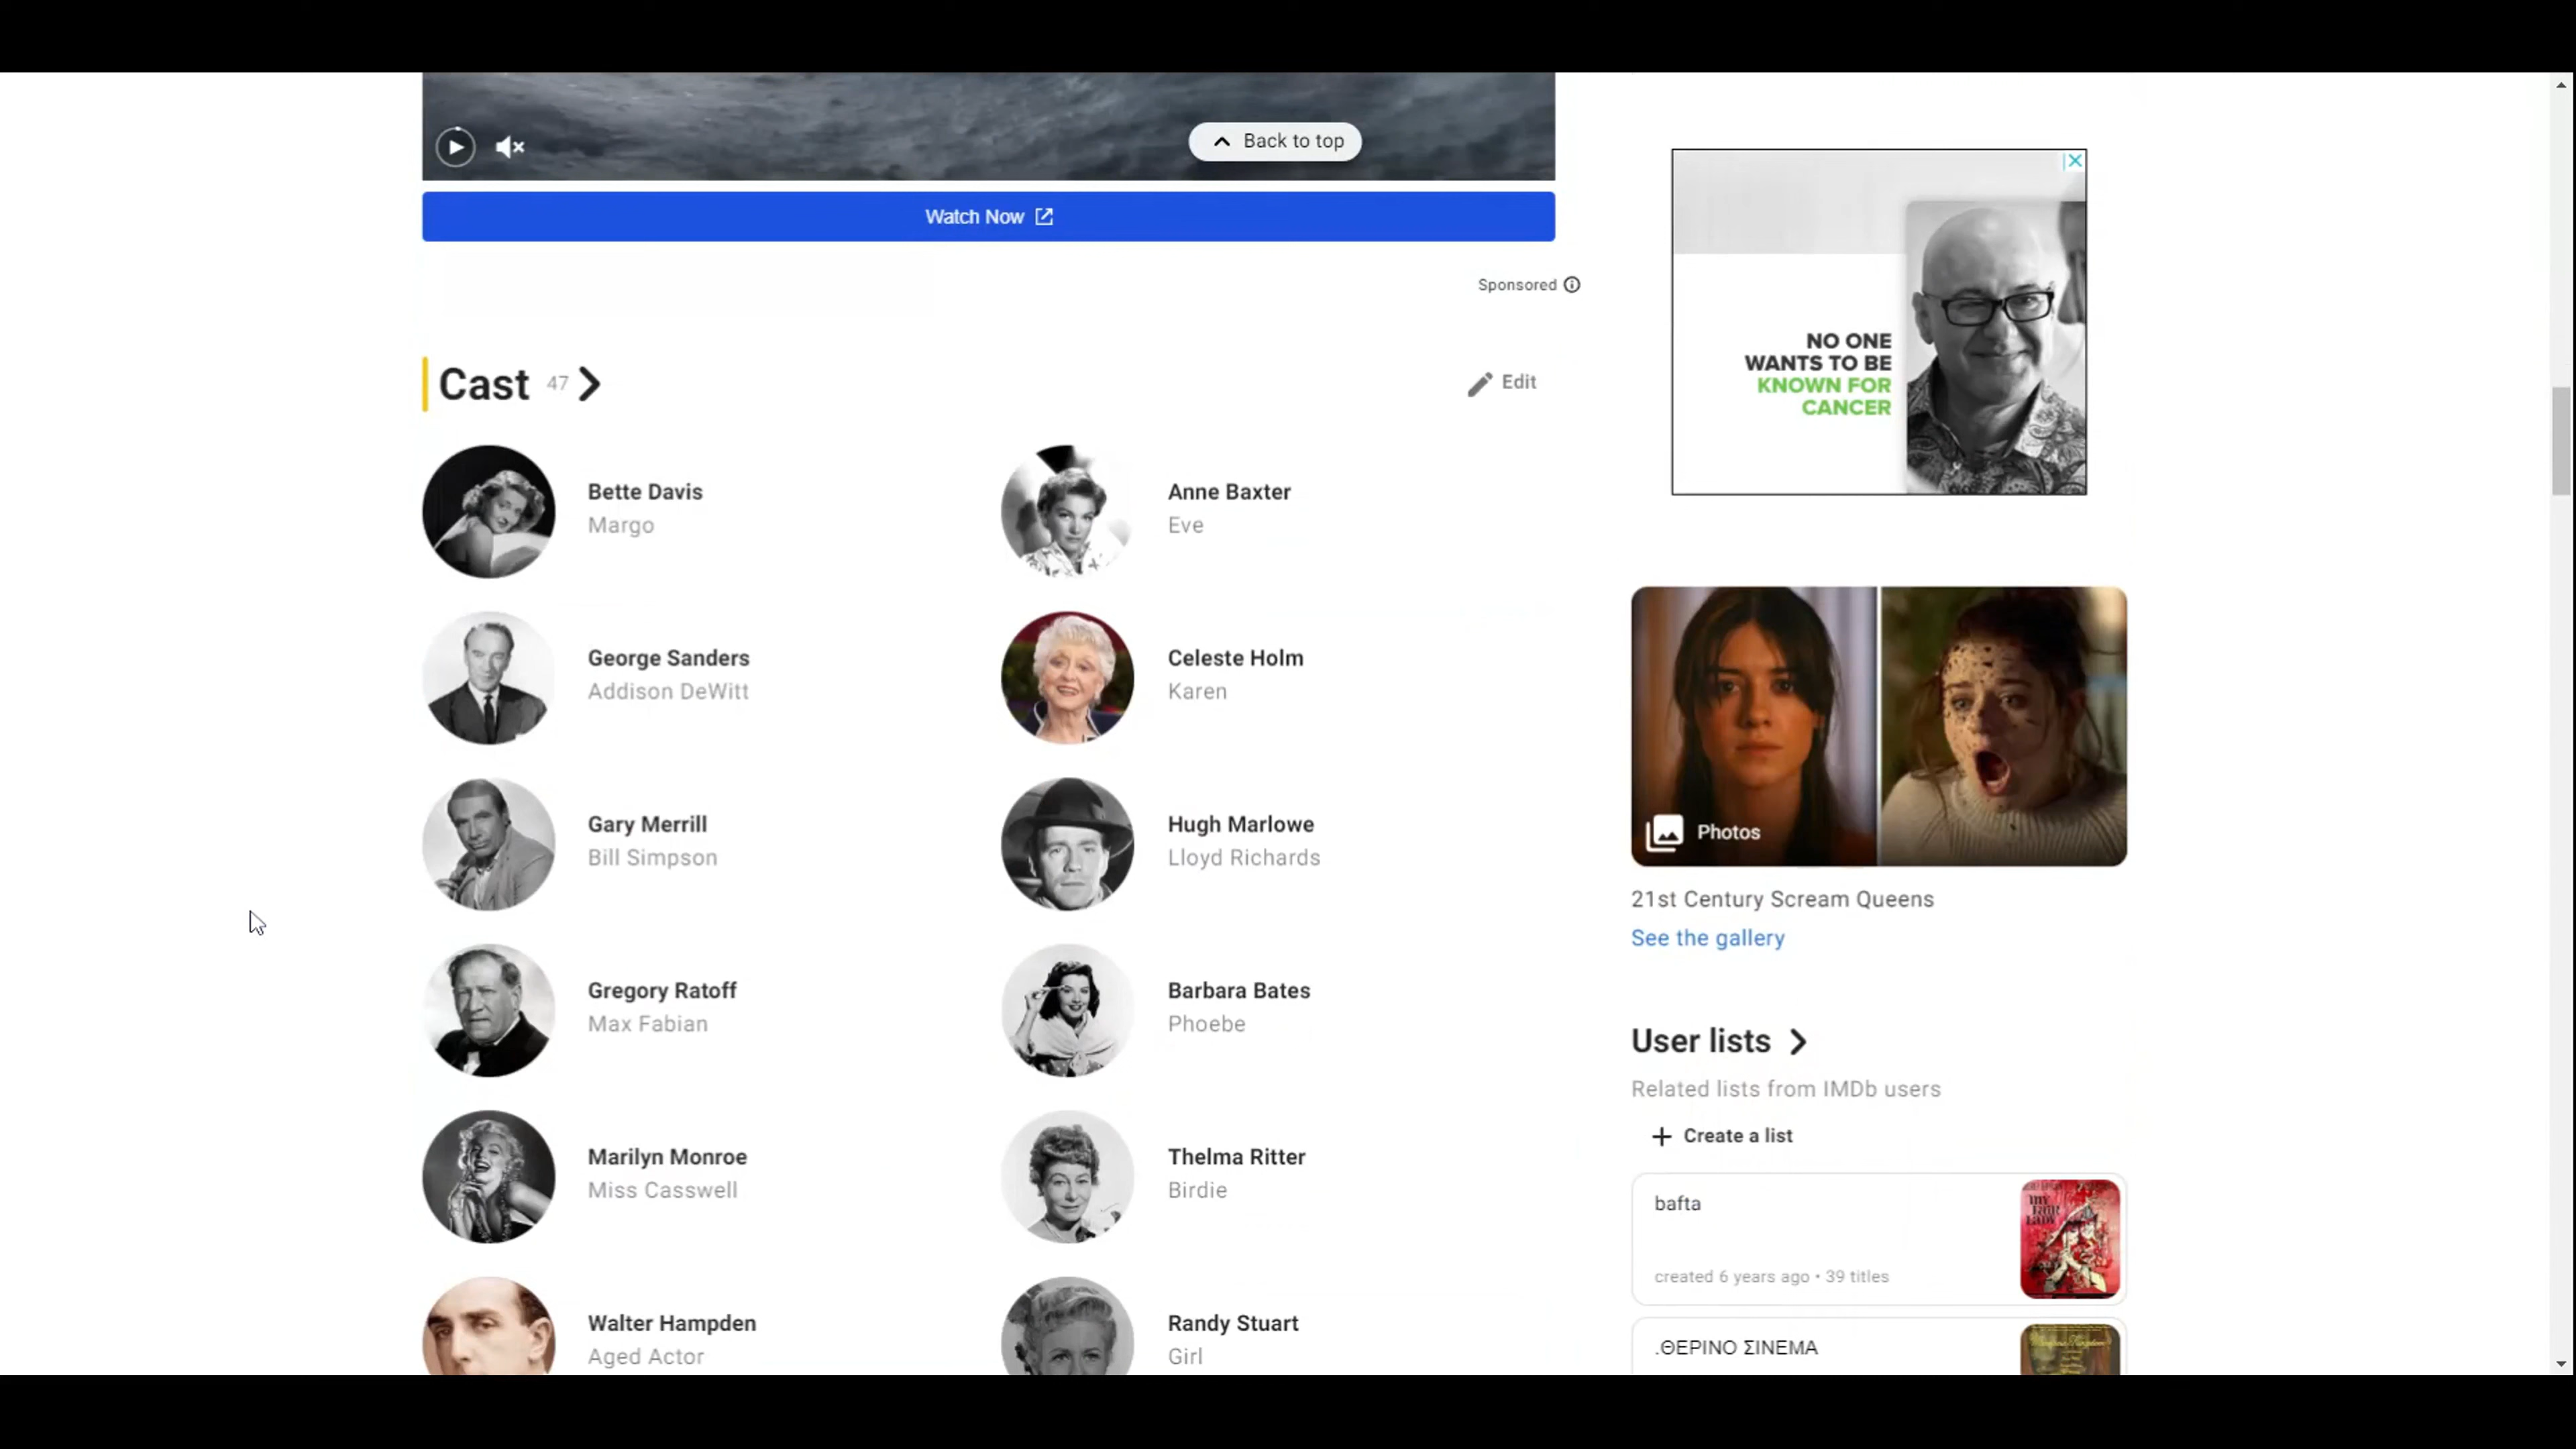 Back to top
Watch Now
Sponsored
Cast 47
Edit
Bette Davis
Margo
Anne Baxter
Eve
George Sanders
Addison DeWitt
Celeste Holm
Karen
Gary Merrill
Bill Simpson
Hugh Marlowe
Lloyd Richards
Gregory Ratoff
Max Fabian
Barbara Bates
Phoebe
Marilyn Monroe
Miss Casswell
Thelma Ritter
Birdie
Walter Hampden
Aged Actor
Randy Stuart
Girl
NO ONE
WANTS TO BE
KNOWN FOR
CANCER
Photos
21st Century Scream Queens
See the gallery
User lists
Related lists from IMDb users
Create a list
bafta
created 6 years ago • 39 titles
MY
FAIR
LADY
.ΘΕΡΙΝΟ ΣΙΝΕΜΑ